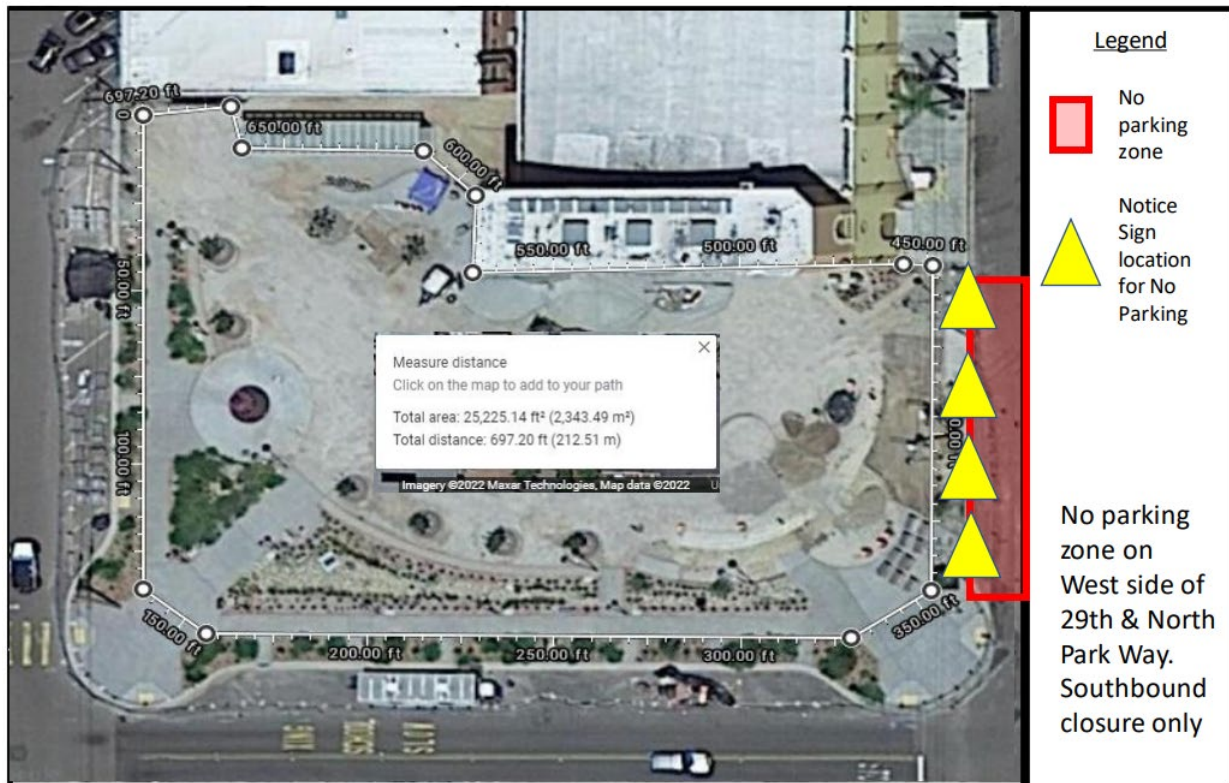 697.20 ft
0
650.00 ft
600.00 ft
550.00 ft
500.00 ft
450.00 ft
50.00 ft
100.00 ft
150.00 ft
200.00 ft
250.00 ft
300.00 ft
350.00 ft
Measure distance
Click on the map to add to your path
Total area: 25,225.14 ft² (2,343.49 m²)
Total distance: 697.20 ft (212.51 m)
Imagery ©2022 Maxar Technologies, Map data ©2022
SCHOOL
SLOW
Legend
No
parking
zone
Notice
Sign
location
for No
Parking
No parking
zone on
West side of
29th & North
Park Way.
Southbound
closure only